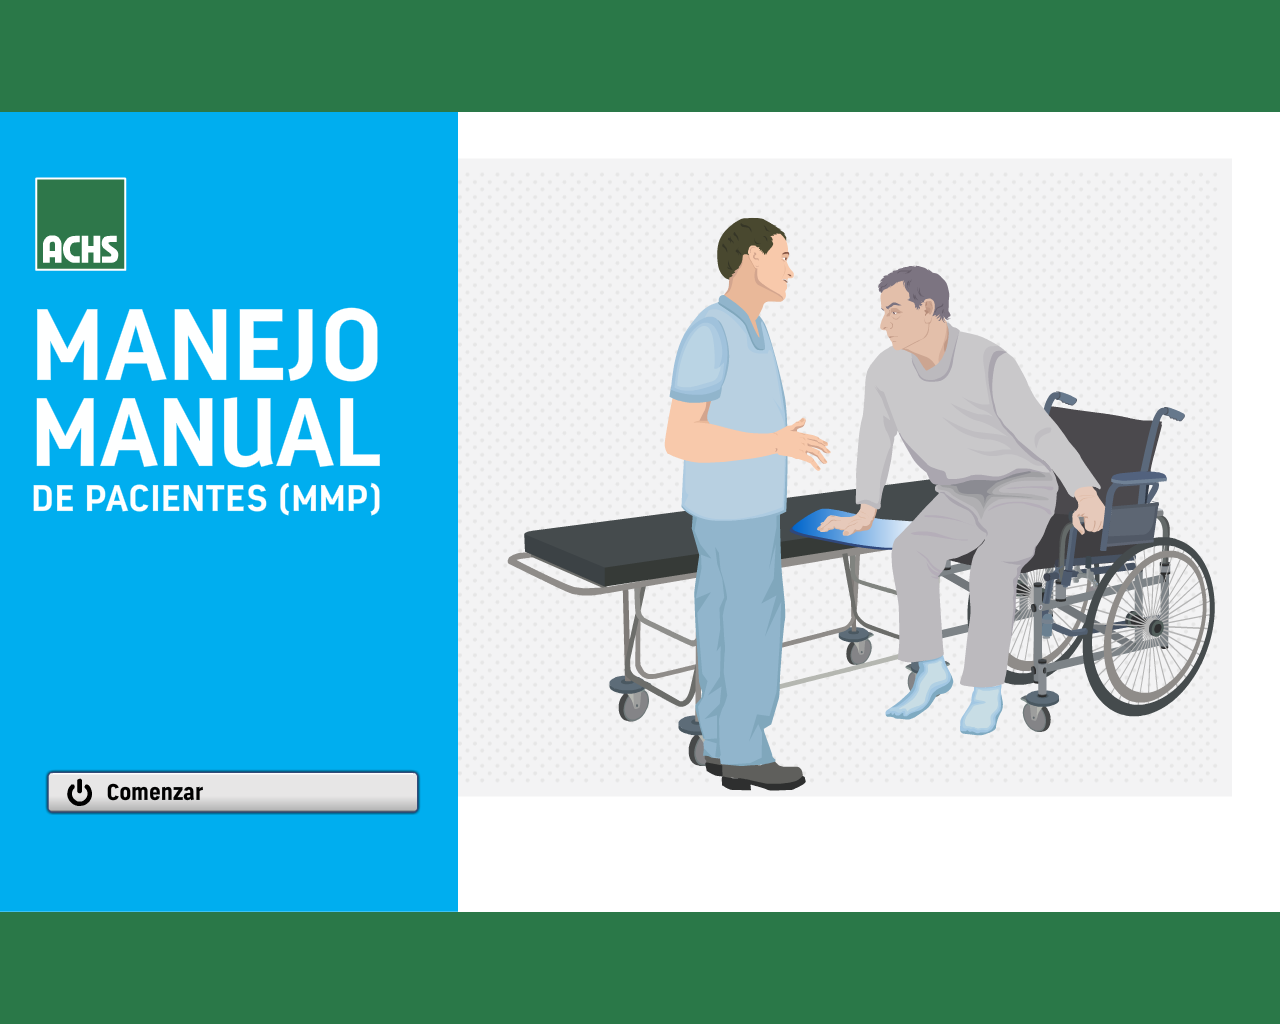 ACHS
MANEJO
MANUAL
DE PACIENTES (MMP)
Comenzar